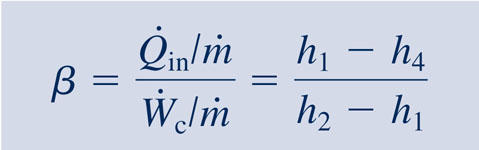 β = (Q̇in/ṁ)/(Ẇc/ṁ) = (h1 − h4)/(h2 − h1)